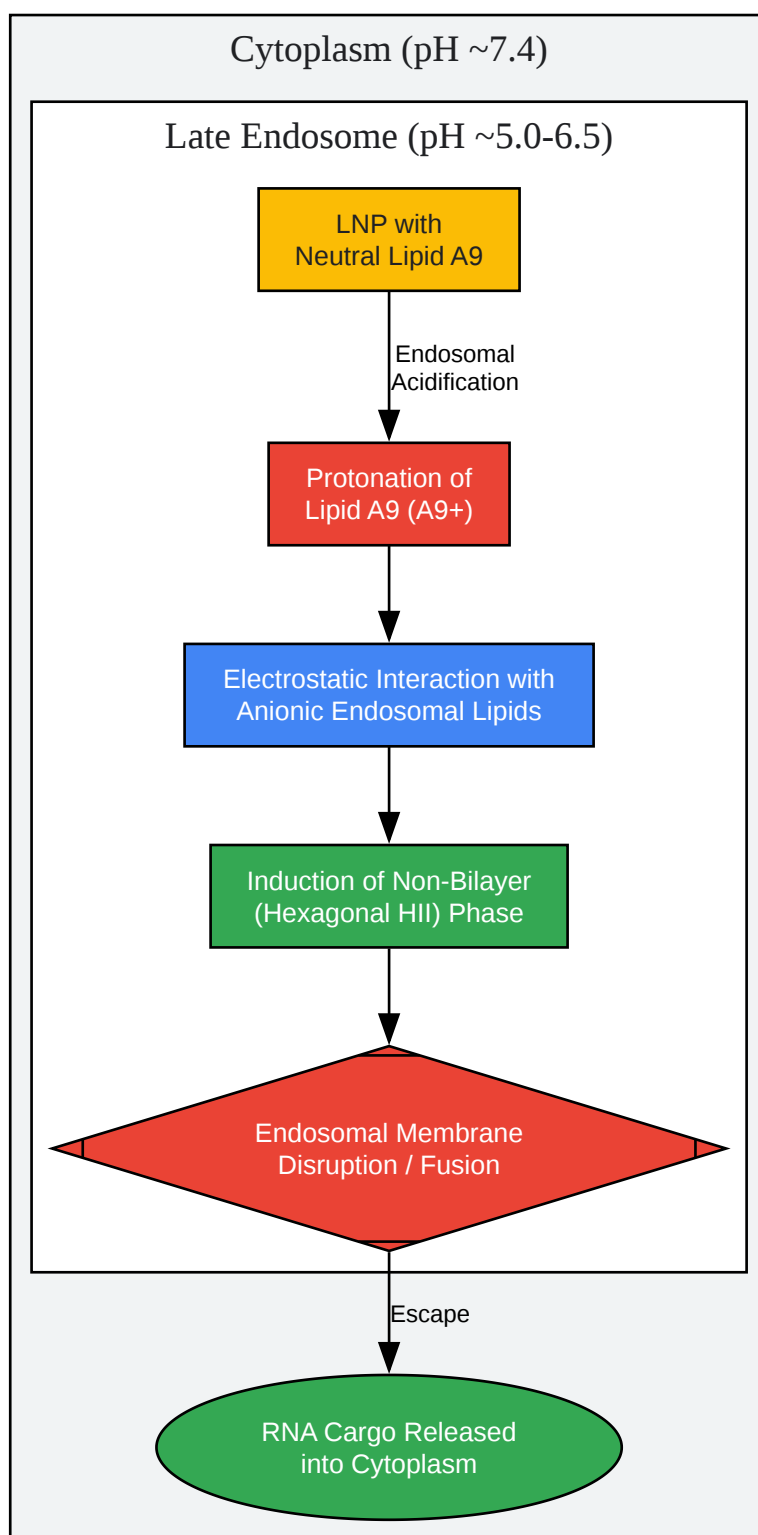 Cytoplasm (pH ~7.4)
Late Endosome (pH ~5.0-6.5)
LNP with
Neutral Lipid A9
Endosomal
Acidification
Protonation of
Lipid A9 (A9+)
Electrostatic Interaction with
Anionic Endosomal Lipids
Induction of Non-Bilayer
(Hexagonal HII) Phase
Endosomal Membrane
Disruption / Fusion
Escape
RNA Cargo Released
into Cytoplasm